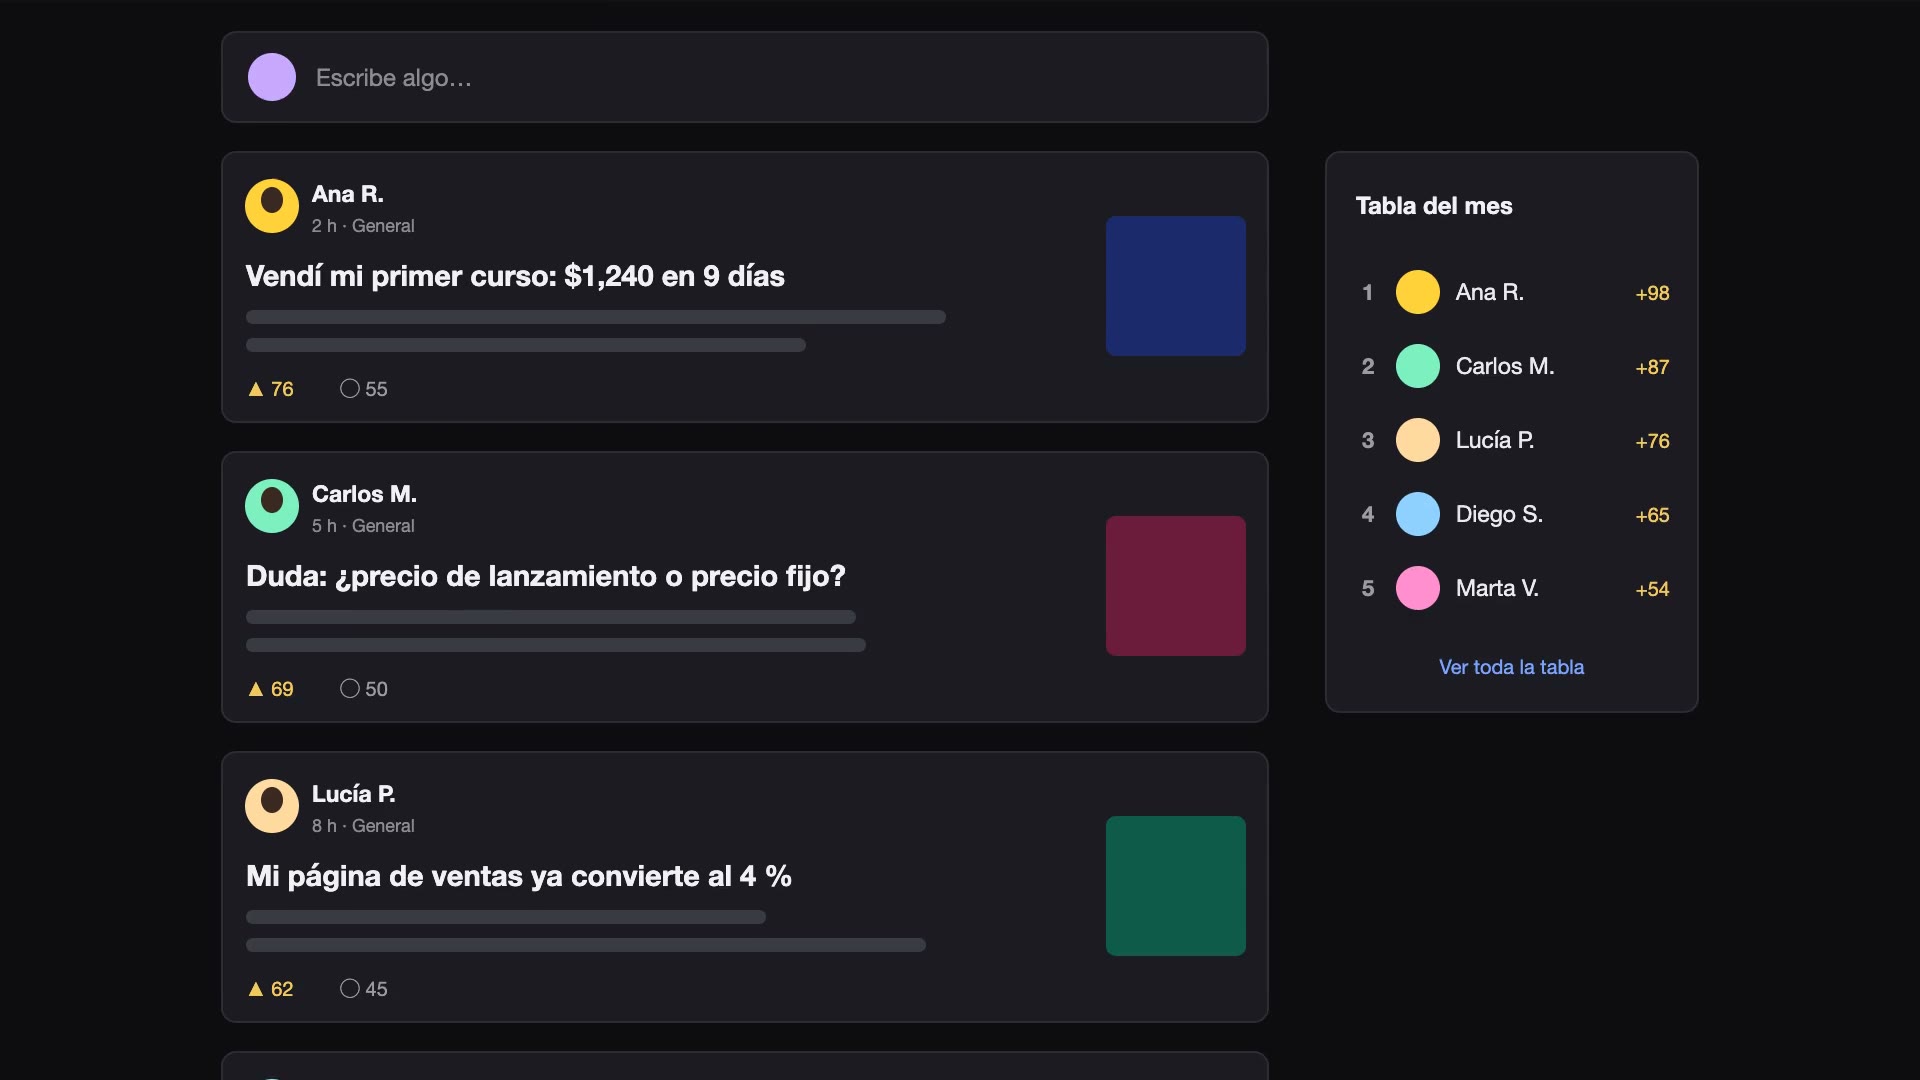 Escribe algo…
Ana R.
2 h · General
Vendí mi primer curso: $1,240 en 9 días
▲ 76 ◯ 55
Carlos M.
5 h · General
Duda: ¿precio de lanzamiento o precio fijo?
▲ 69 ◯ 50
Lucía P.
8 h · General
Mi página de ventas ya convierte al 4 %
▲ 62 ◯ 45
Tabla del mes
1 Ana R. +98
2 Carlos M. +87
3 Lucía P. +76
4 Diego S. +65
5 Marta V. +54
Ver toda la tabla